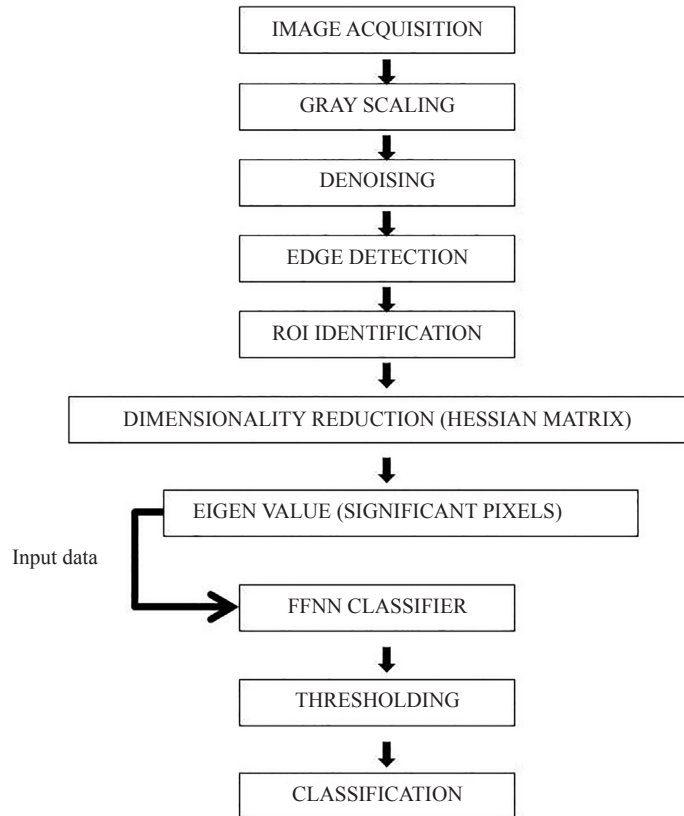 IMAGE ACQUISITION
GRAY SCALING
DENOISING
EDGE DETECTION
ROI IDENTIFICATION
DIMENSIONALITY REDUCTION (HESSIAN MATRIX)
EIGEN VALUE (SIGNIFICANT PIXELS)
Input data
FFNN CLASSIFIER
THRESHOLDING
CLASSIFICATION